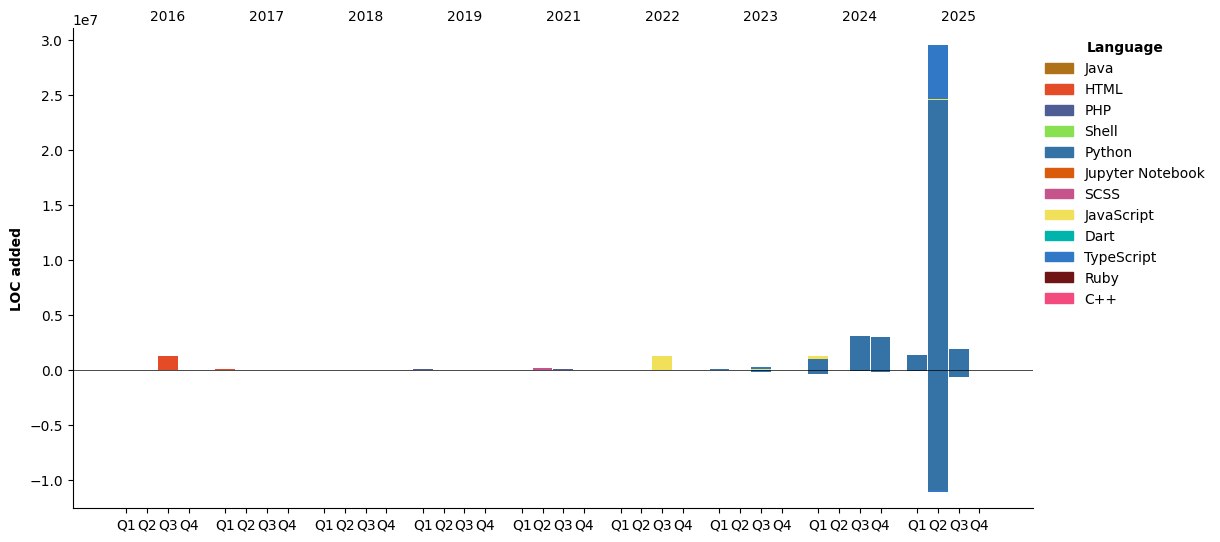 1e7
2016 2017 2018 2019 2021 2022 2023 2024 2025
3.0
2.5
2.0
1.5
1.0
0.5
0.0
−0.5
−1.0
LOC added
Q1 Q2 Q3 Q4 Q1 Q2 Q3 Q4 Q1 Q2 Q3 Q4 Q1 Q2 Q3 Q4 Q1 Q2 Q3 Q4 Q1 Q2 Q3 Q4 Q1 Q2 Q3 Q4 Q1 Q2 Q3 Q4 Q1 Q2 Q3 Q4
Language
Java
HTML
PHP
Shell
Python
Jupyter Notebook
SCSS
JavaScript
Dart
TypeScript
Ruby
C++